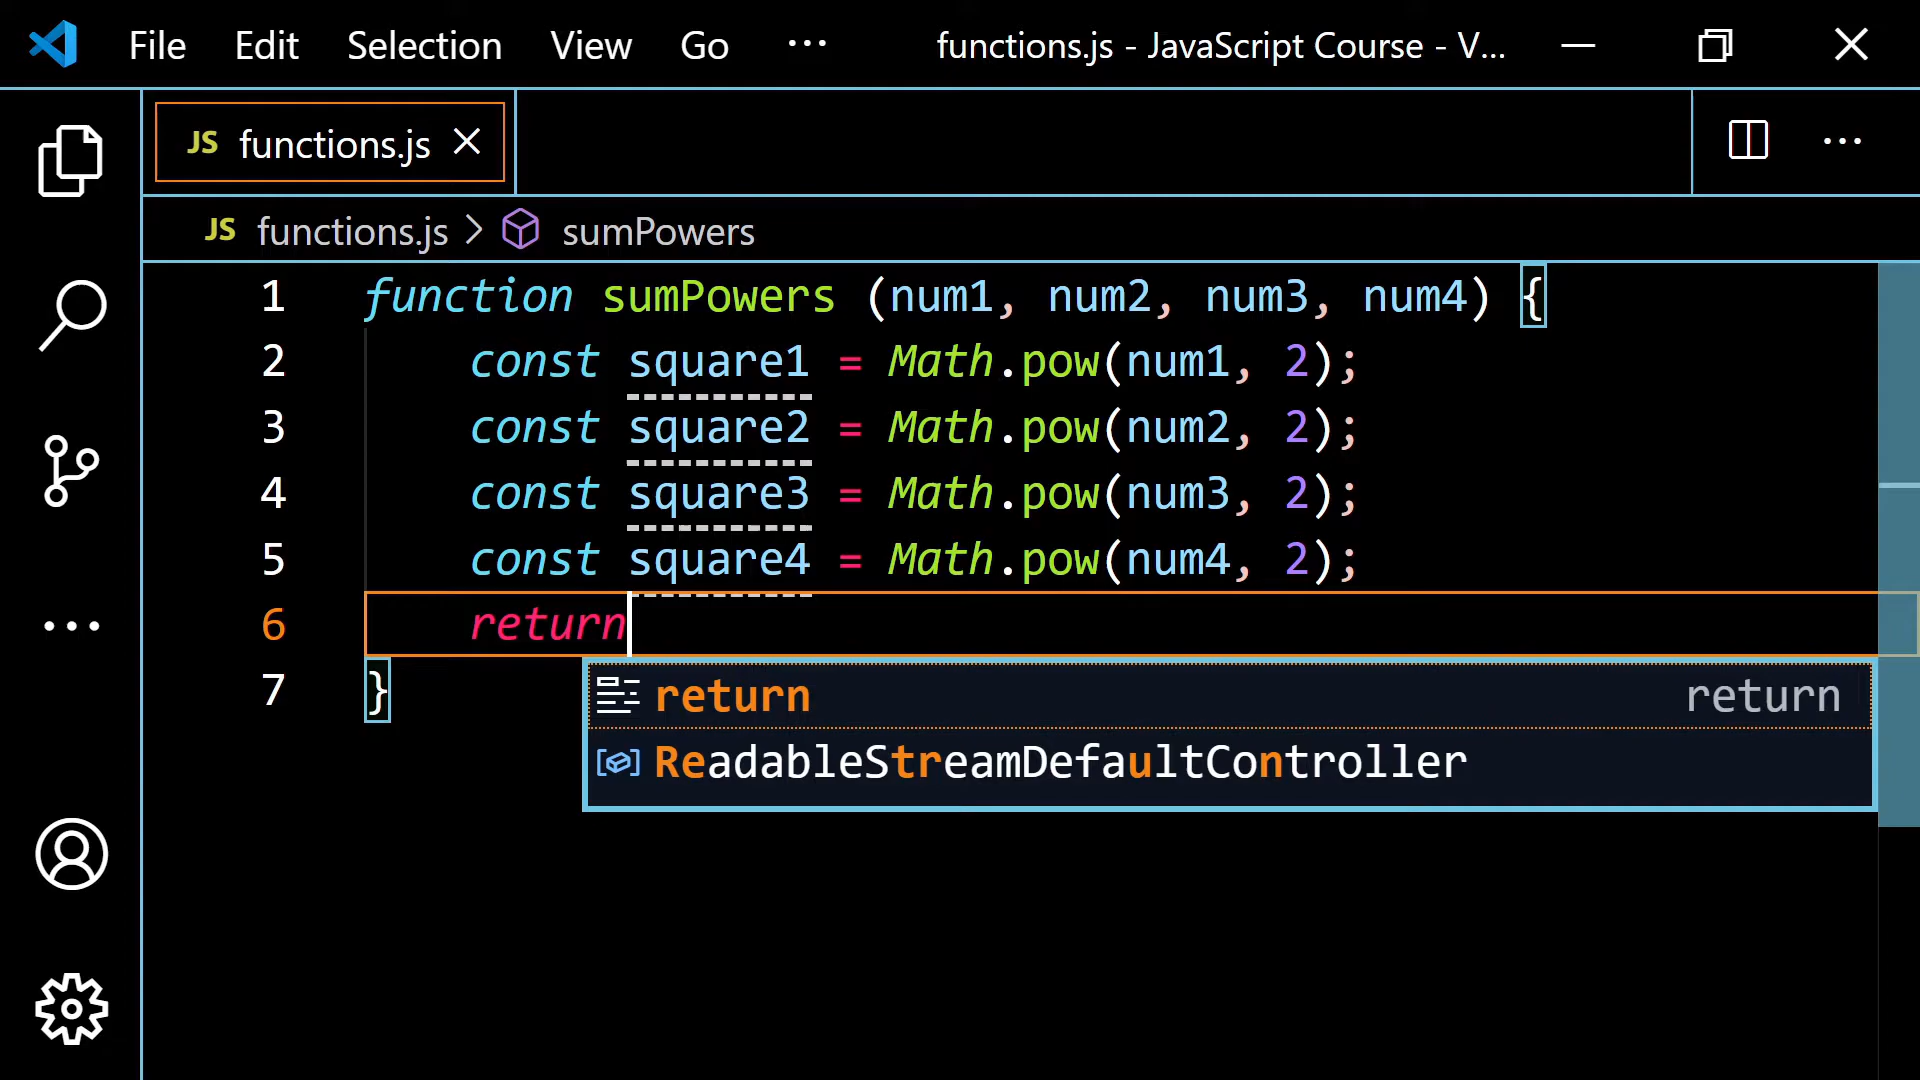 File Edit Selection View Go ··· functions.js - JavaScript Course - V...
JS functions.js
JS functions.js > sumPowers
1 function sumPowers (num1, num2, num3, num4) {
2 const square1 = Math.pow(num1, 2);
3 const square2 = Math.pow(num2, 2);
4 const square3 = Math.pow(num3, 2);
5 const square4 = Math.pow(num4, 2);
6 return
7 }
return return
ReadableStreamDefaultController